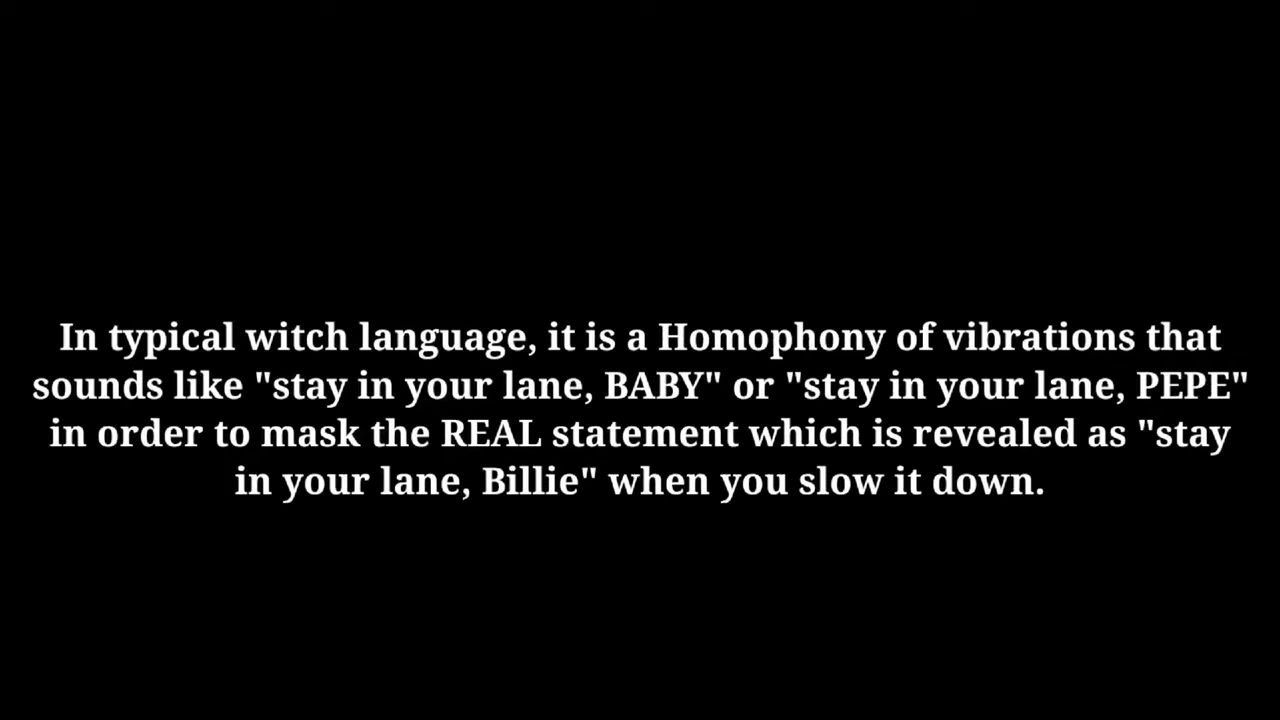 In typical witch language, it is a Homophony of vibrations that
sounds like "stay in your lane, BABY" or "stay in your lane, PEPE"
in order to mask the REAL statement which is revealed as "stay
in your lane, Billie" when you slow it down.